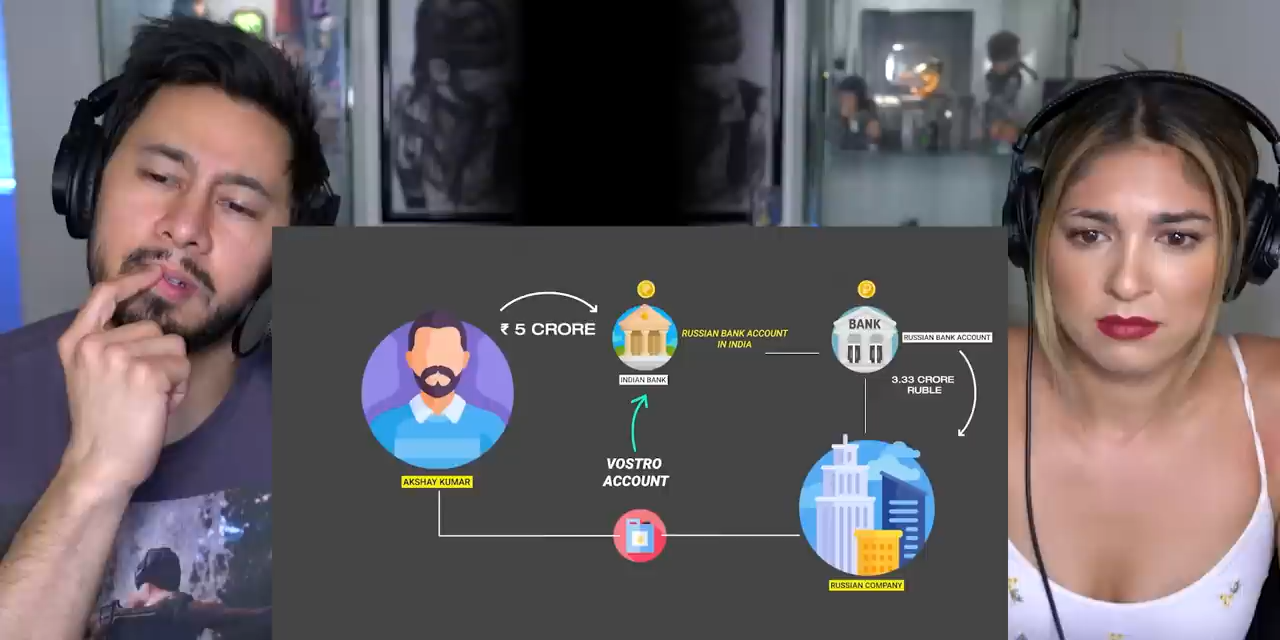 ₹ 5 CRORE
RUSSIAN BANK ACCOUNT
IN INDIA
BANK
RUSSIAN BANK ACCOUNT
INDIAN BANK
3.33 CRORE
RUBLE
VOSTRO
ACCOUNT
AKSHAY KUMAR
RUSSIAN COMPANY